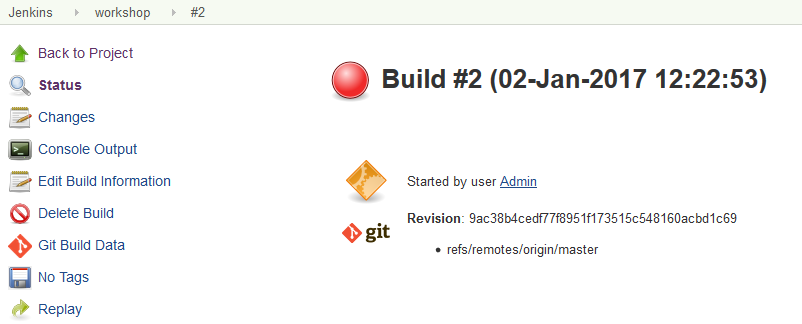 Jenkins workshop #2
Back to Project
Status
Changes
Console Output
Edit Build Information
Delete Build
Git Build Data
No Tags
Replay
Build #2 (02-Jan-2017 12:22:53)
Started by user Admin
git
Revision: 9ac38b4cedf77f8951f173515c548160acbd1c69
refs/remotes/origin/master